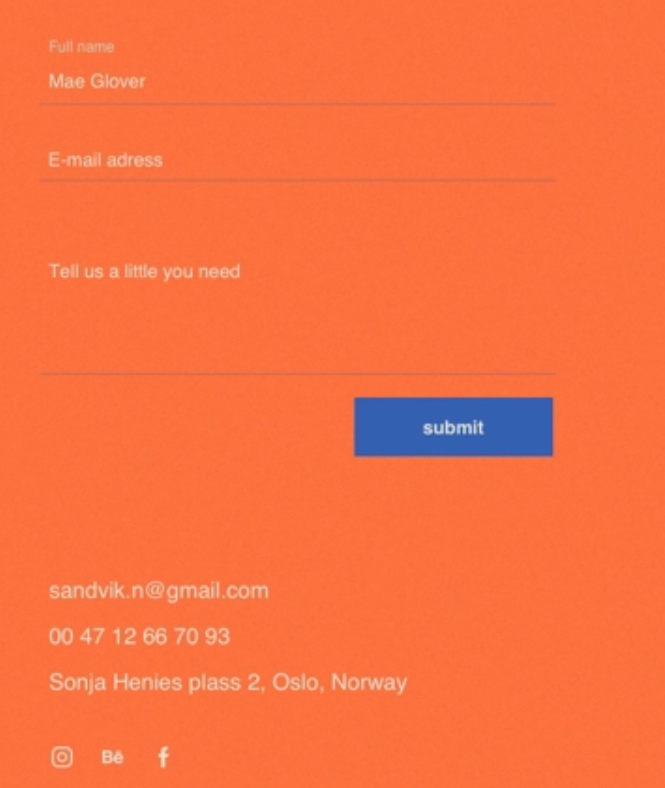 Full name
Mae Glover
E-mail adress
Tell us a little you need
submit
sandvik.n@gmail.com
00 47 12 66 70 93
Sonja Henies plass 2, Oslo, Norway
Bē